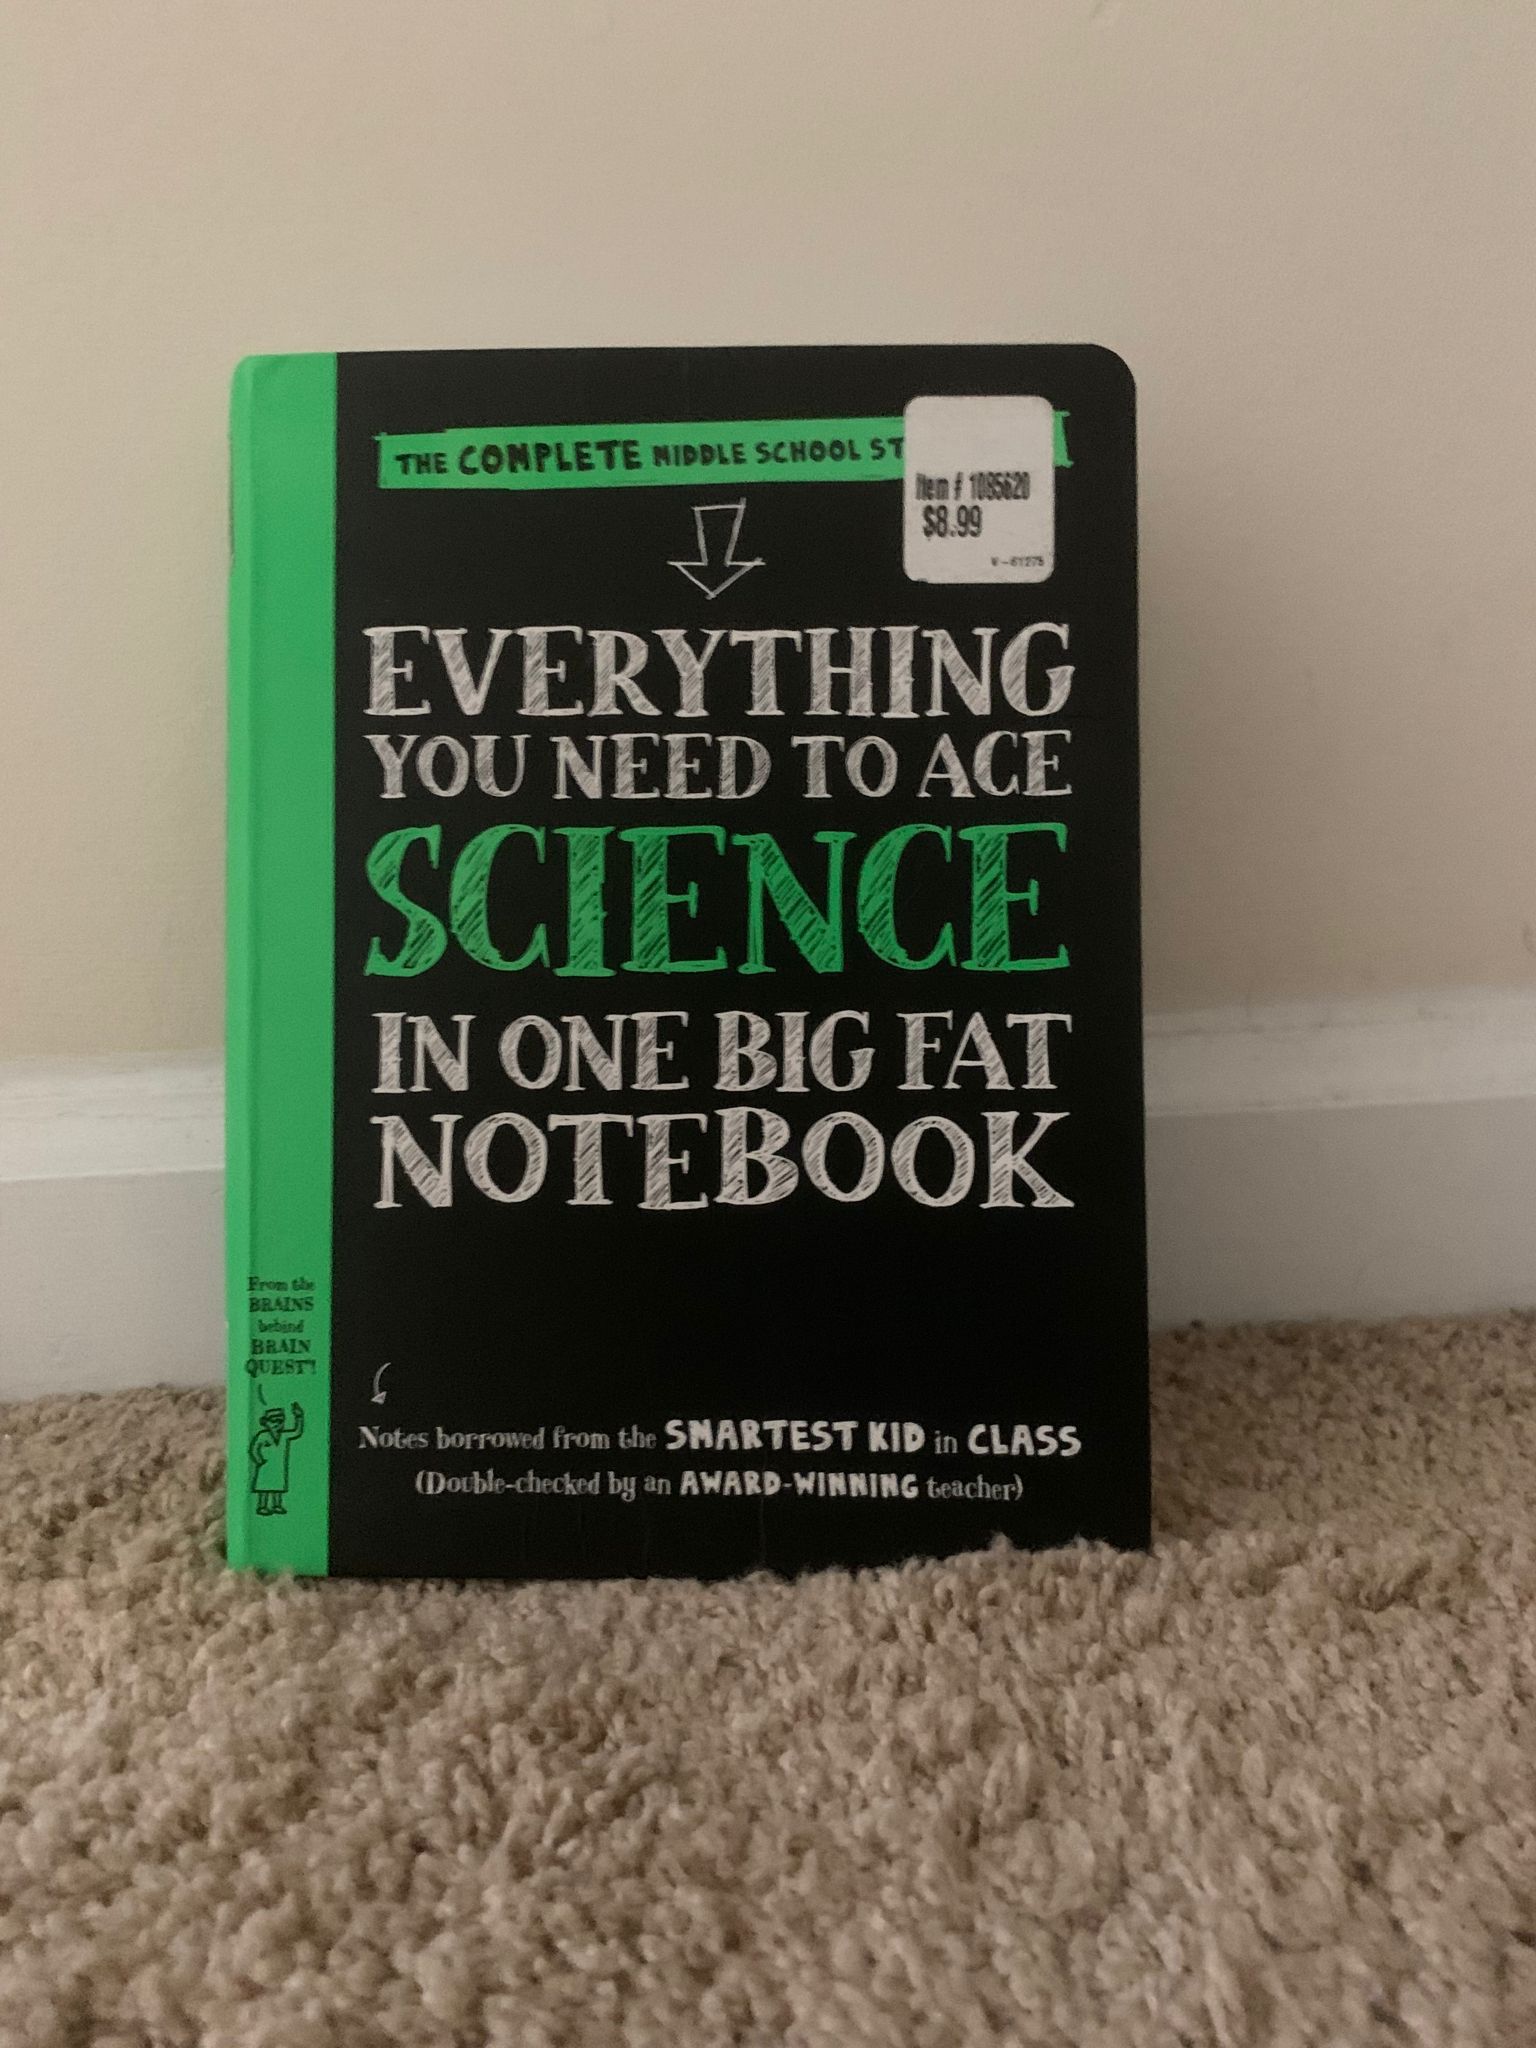 THE COMPLETE MIDDLE SCHOOL ST
Item # 1085620
$8.99
EVERYTHING
YOU NEED TO ACE
SCIENCE
IN ONE BIG FAT
NOTEBOOK
From the
BRAINS
behind
BRAIN
QUEST®!
Notes borrowed from the SMARTEST KID in CLASS
(Double-checked by an AWARD-WINNING teacher)